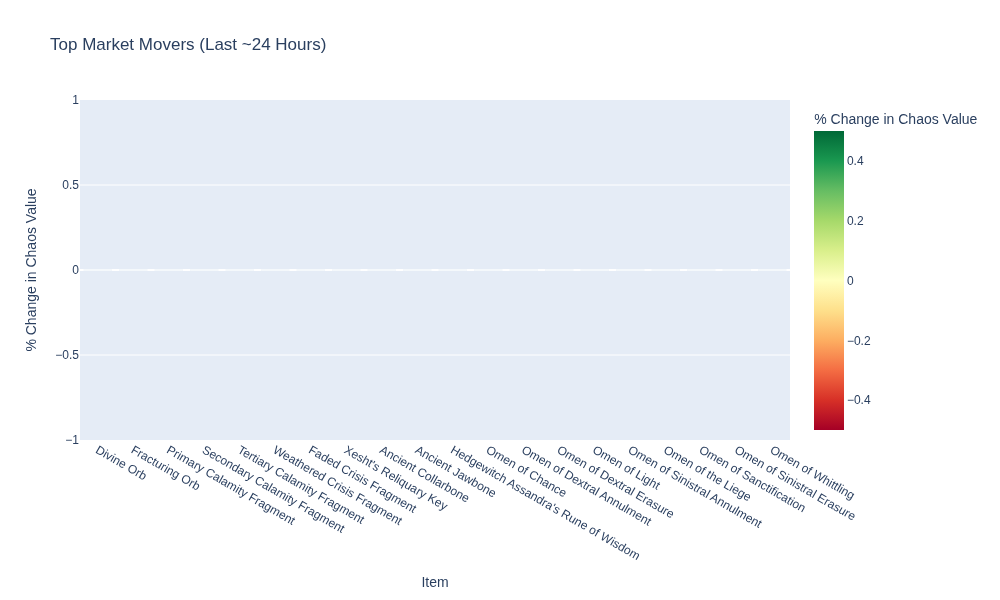 Top Market Movers (Last ~24 Hours)
% Change in Chaos Value
1
0.5
0
−0.5
−1
% Change in Chaos Value
0.4
0.2
0
−0.2
−0.4
Divine Orb
Fracturing Orb
Primary Calamity Fragment
Secondary Calamity Fragment
Tertiary Calamity Fragment
Weathered Crisis Fragment
Faded Crisis Fragment
Xesht's Reliquary Key
Ancient Collarbone
Ancient Jawbone
Hedgewitch Assandra's Rune of Wisdom
Omen of Chance
Omen of Dextral Annulment
Omen of Dextral Erasure
Omen of Light
Omen of Sinistral Annulment
Omen of the Liege
Omen of Sanctification
Omen of Sinistral Erasure
Omen of Whittling
Item